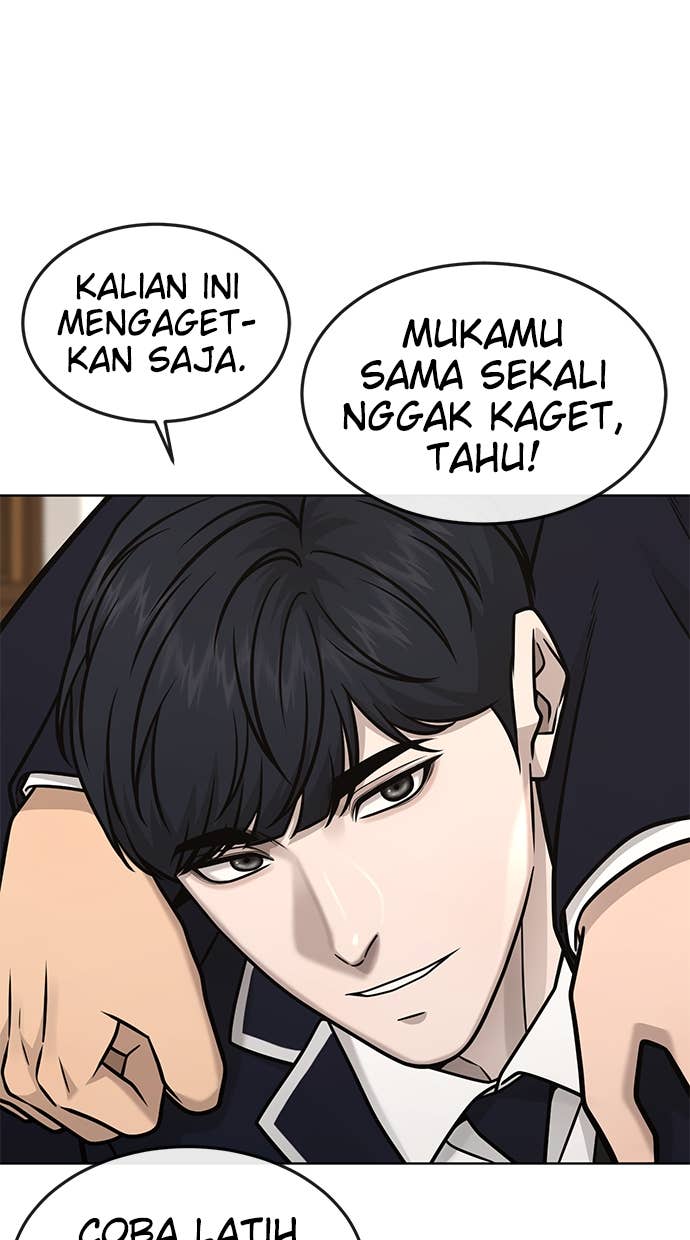 KALIAN INI
MENGAGET-
KAN SAJA.
MUKAMU
SAMA SEKALI
NGGAK KAGET,
TAHU!
COBA LATIH